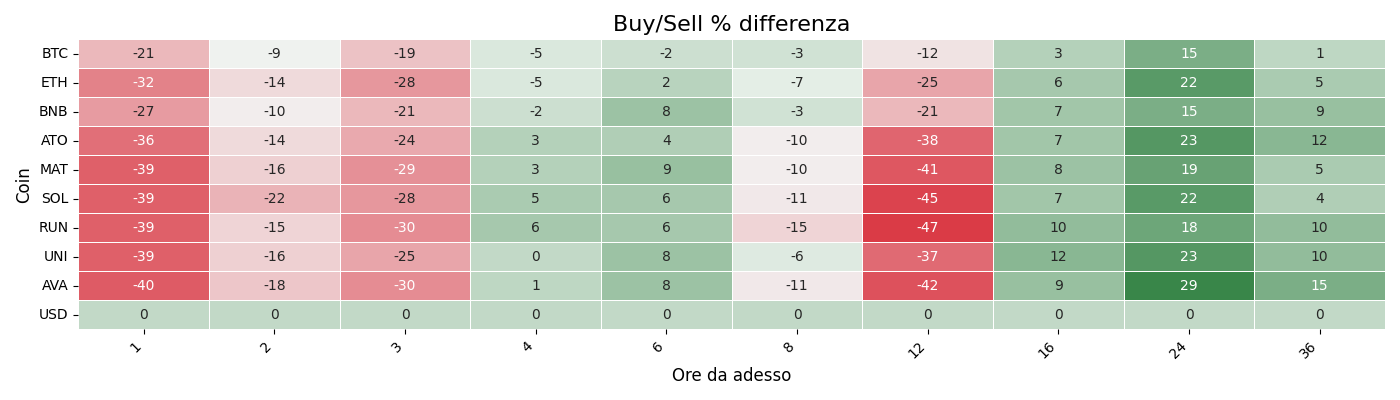 Buy/Sell % differenza
Coin
BTC -21 -9 -19 -5 -2 -3 -12 3 15 1
ETH -32 -14 -28 -5 2 -7 -25 6 22 5
BNB -27 -10 -21 -2 8 -3 -21 7 15 9
ATO -36 -14 -24 3 4 -10 -38 7 23 12
MAT -39 -16 -29 3 9 -10 -41 8 19 5
SOL -39 -22 -28 5 6 -11 -45 7 22 4
RUN -39 -15 -30 6 6 -15 -47 10 18 10
UNI -39 -16 -25 0 8 -6 -37 12 23 10
AVA -40 -18 -30 1 8 -11 -42 9 29 15
USD 0 0 0 0 0 0 0 0 0 0
1 2 3 4 6 8 12 16 24 36
Ore da adesso